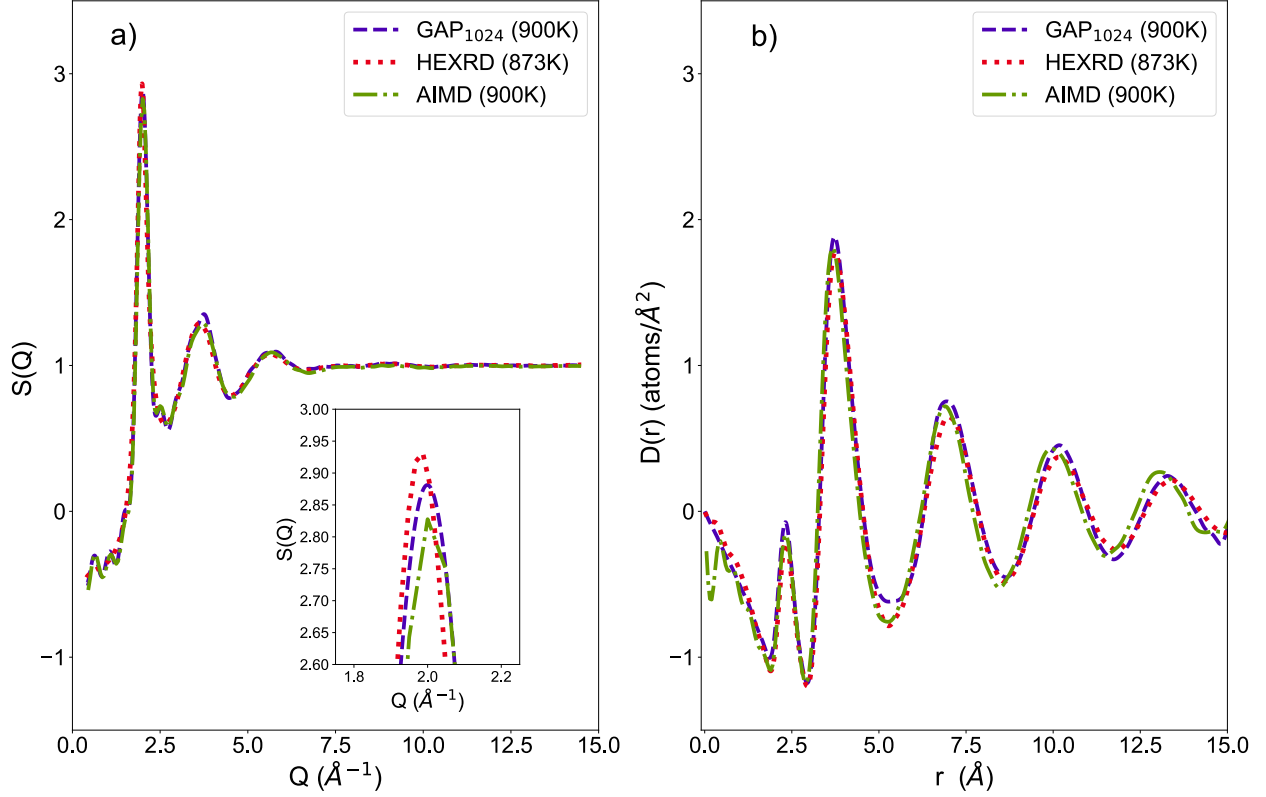 a)
GAP₁₀₂₄ (900K)
HEXRD (873K)
AIMD (900K)
3
2
1
0
−1
S(Q)
0.0 2.5 5.0 7.5 10.0 12.5 15.0
Q (Å⁻¹)
3.00
2.95
2.90
2.85
2.80
2.75
2.70
2.65
2.60
S(Q)
1.8 2.0 2.2
Q (Å⁻¹)
b)
GAP₁₀₂₄ (900K)
HEXRD (873K)
AIMD (900K)
3
2
1
0
−1
D(r) (atoms/Å²)
0.0 2.5 5.0 7.5 10.0 12.5 15.0
r (Å)